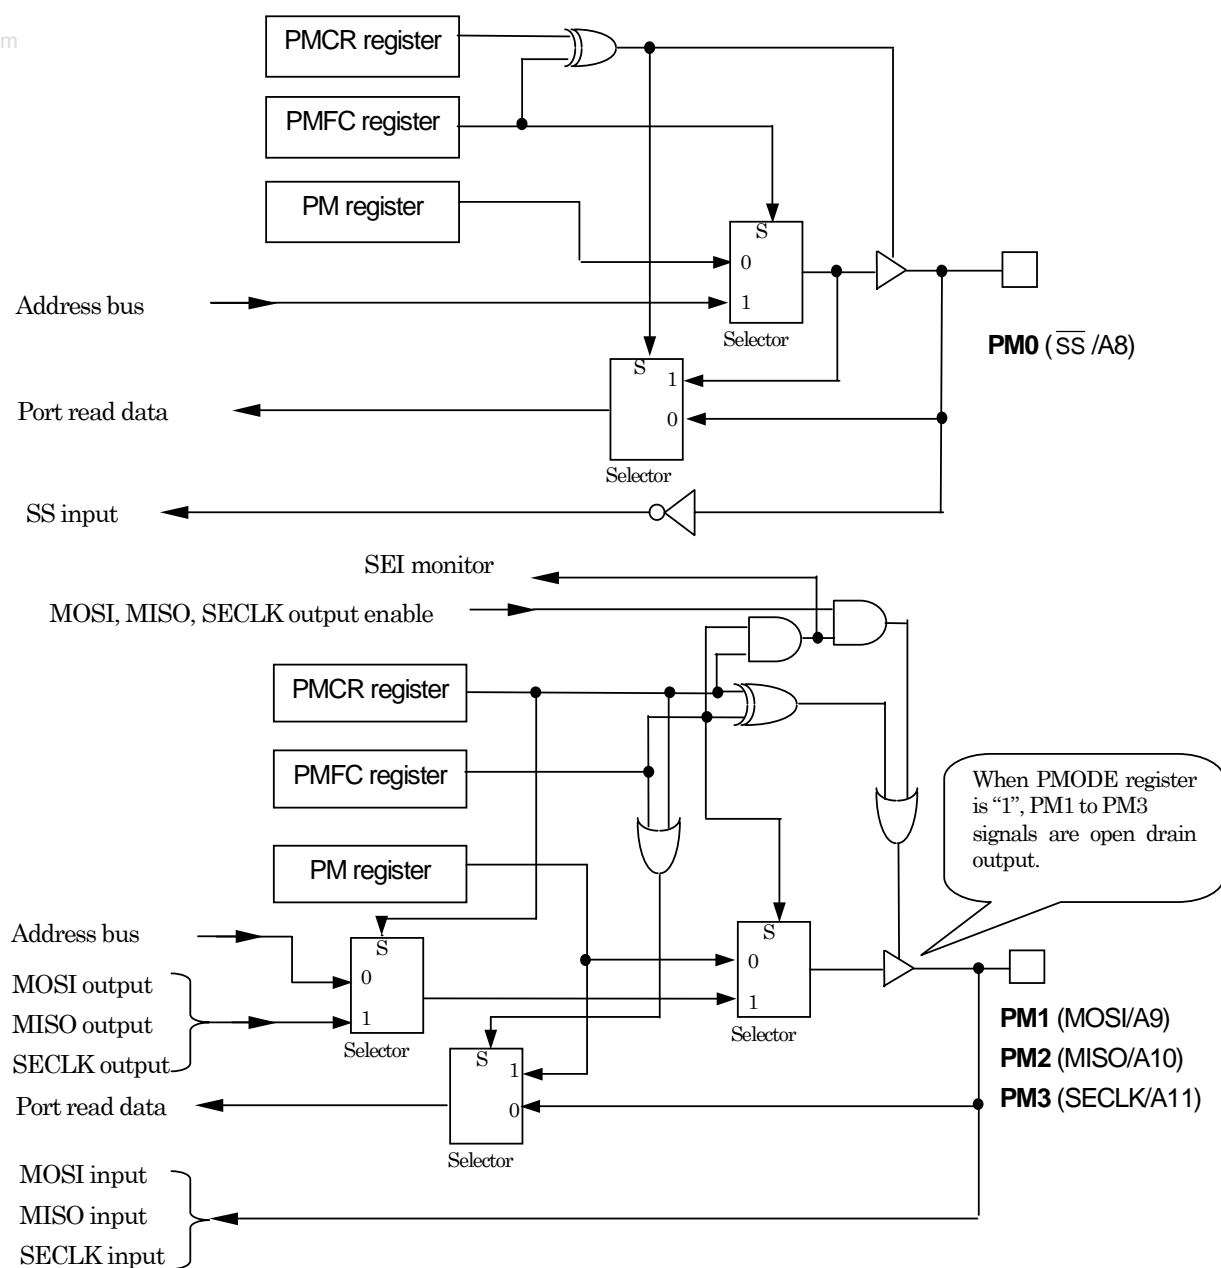 m
PMCR register
PMFC register
PM register
S
0
Address bus
1
Selector
PM0 (SS /A8)
S
1
Port read data
0
Selector
SS input
SEI monitor
MOSI, MISO, SECLK output enable
PMCR register
PMFC register
When PMODE register
is “1”, PM1 to PM3
signals are open drain
output.
PM register
Address bus
S
S
0
0
MOSI output
1
1
MISO output
PM1 (MOSI/A9)
Selector
Selector
SECLK output
S
PM2 (MISO/A10)
1
Port read data
0
PM3 (SECLK/A11)
Selector
MOSI input
MISO input
SECLK input